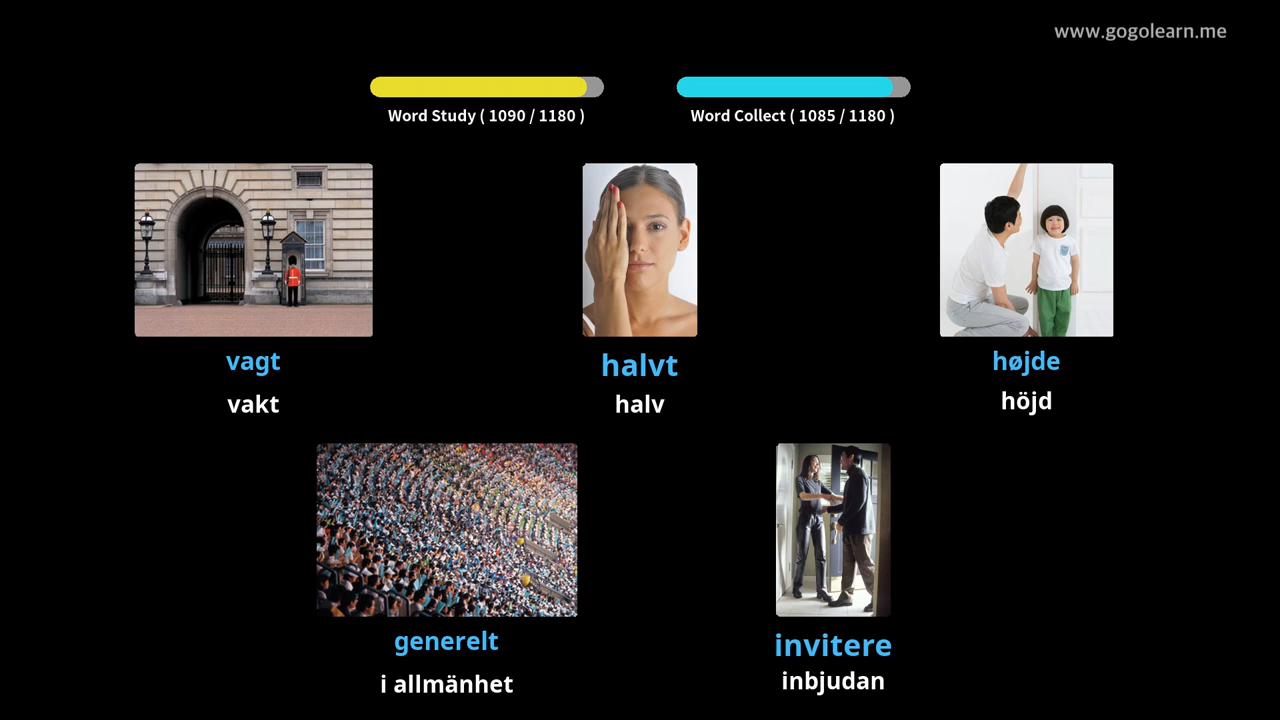 www.gogolearn.me
Word Study ( 1090 / 1180 )
Word Collect ( 1085 / 1180 )
vagt
vakt
halvt
halv
højde
höjd
generelt
i allmänhet
invitere
inbjudan